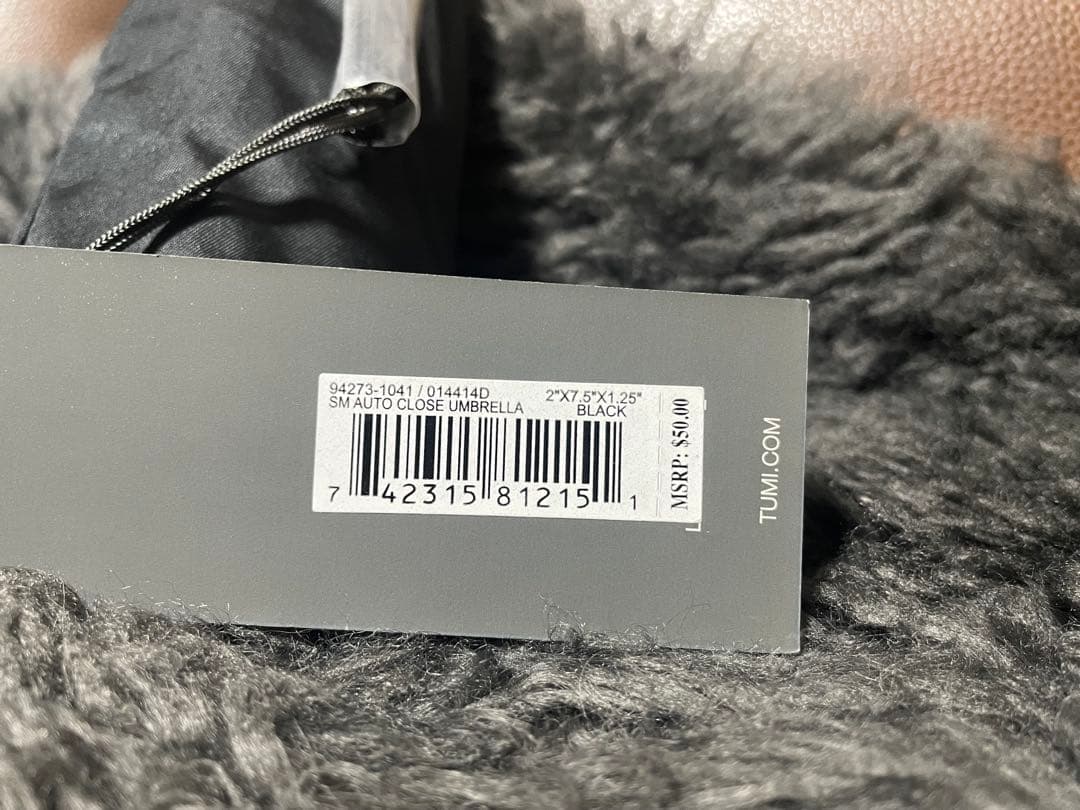 94273-1041 / 014414D 2"X7.5"X1.25"
SM AUTO CLOSE UMBRELLA BLACK
7 42315 81215 1
MSRP: $50.00
TUMI.COM